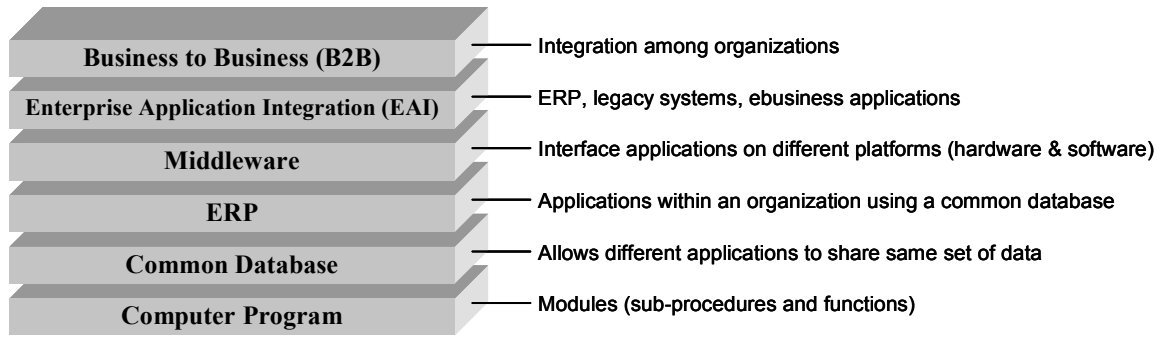 Business to Business (B2B)
Integration among organizations
Enterprise Application Integration (EAI)
ERP, legacy systems, ebusiness applications
Middleware
Interface applications on different platforms (hardware & software)
ERP
Applications within an organization using a common database
Common Database
Allows different applications to share same set of data
Computer Program
Modules (sub-procedures and functions)